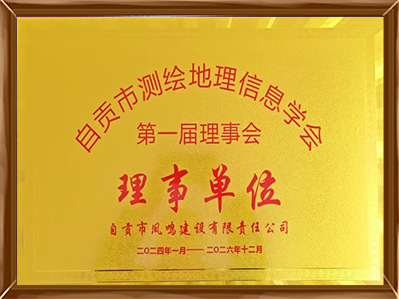 自贡市测绘地理信息学会
第一届理事会
理事单位
自贡市凤鸣建设有限责任公司
二〇二四年一月——二〇二六年十二月